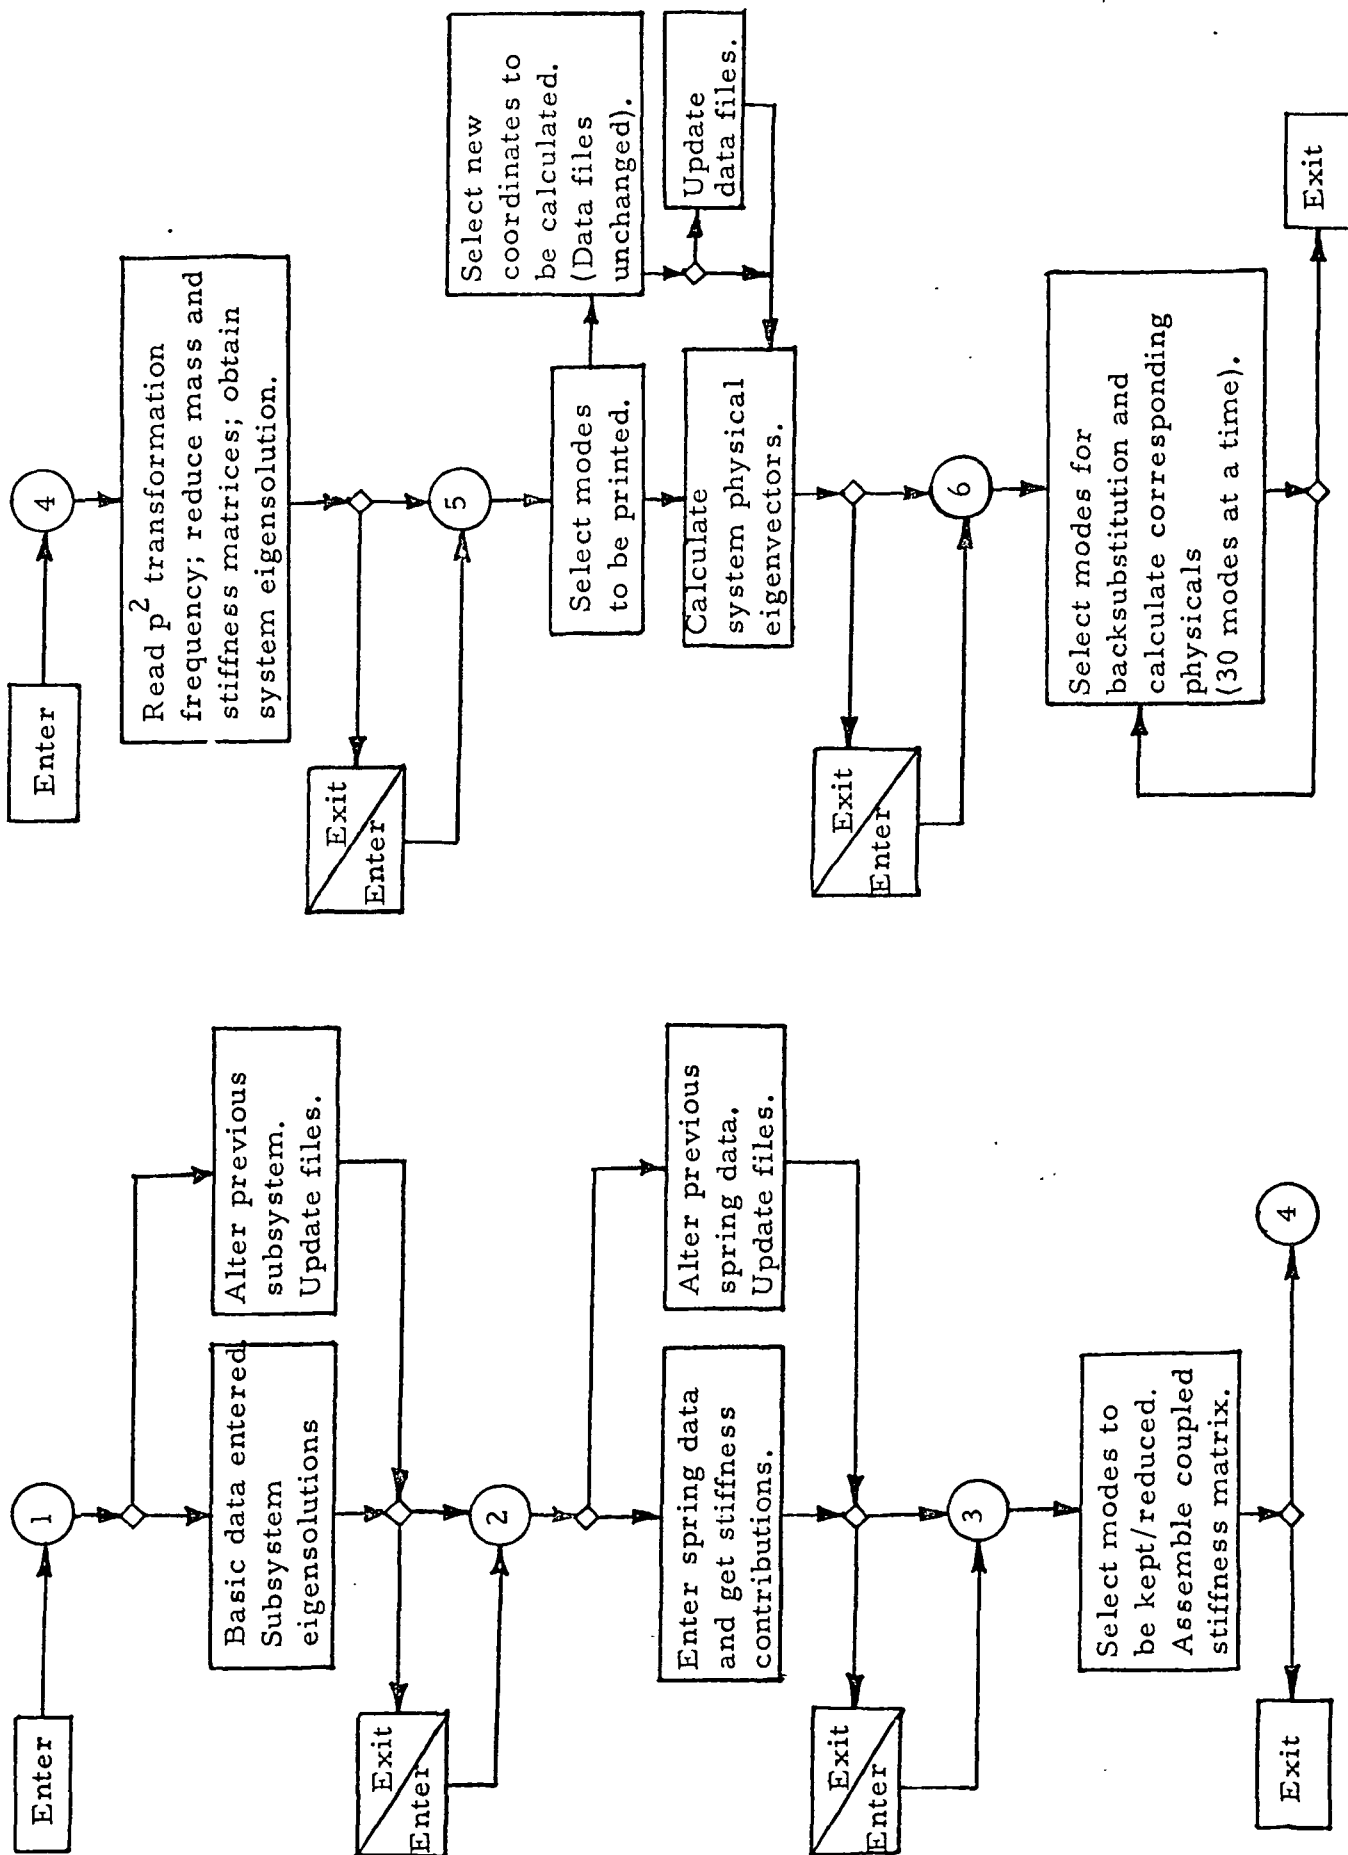 Enter
1
Basic data entered
Subsystem
eigensolutions
Alter previous
subsystem.
Update files.
Exit
Enter
2
Enter spring data
and get stiffness
contributions.
Alter previous
spring data.
Update files.
Exit
Enter
3
Select modes to
be kept/reduced.
Assemble coupled
stiffness matrix.
Exit
4
Enter
4
Read p² transformation
frequency; reduce mass and
stiffness matrices; obtain
system eigensolution.
Exit
Enter
5
Select modes
to be printed.
Select new
coordinates to
be calculated.
(Data files
unchanged).
Update
data files.
Calculate
system physical
eigenvectors.
Exit
Enter
6
Select modes for
backsubstitution and
calculate corresponding
physicals
(30 modes at a time).
Exit